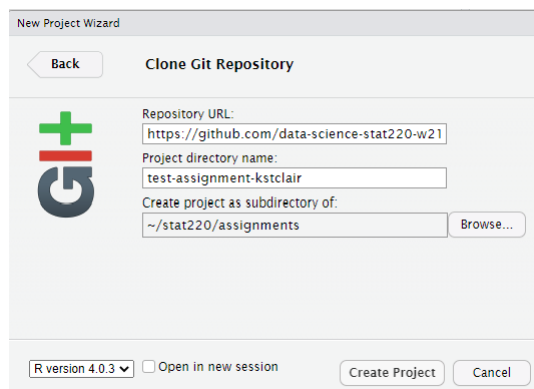 New Project Wizard
Back
Clone Git Repository
GIt
Repository URL:
https://github.com/data-science-stat220-w21
Project directory name:
test-assignment-kstclair
Create project as subdirectory of:
~/stat220/assignments
Browse...
R version 4.0.3
Open in new session
Create Project
Cancel